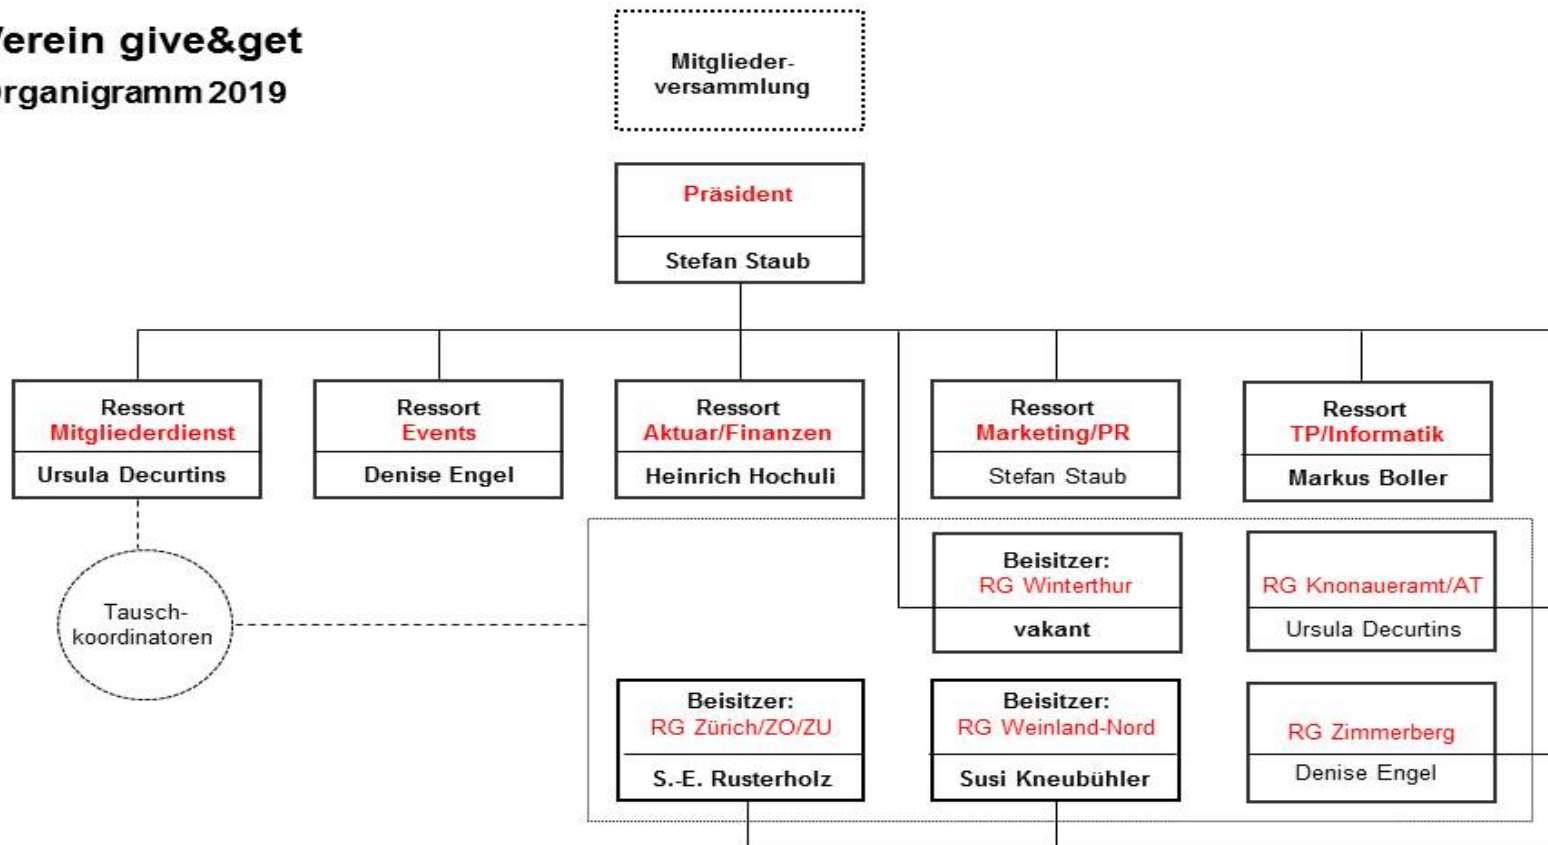 Verein give&get
Organigramm 2019
Mitglieder-
versammlung
Präsident
Stefan Staub
Ressort
Mitgliederdienst
Ursula Decurtins
Ressort
Events
Denise Engel
Ressort
Aktuar/Finanzen
Heinrich Hochuli
Ressort
Marketing/PR
Stefan Staub
Ressort
TP/Informatik
Markus Boller
Tausch-
koordinatoren
Beisitzer:
RG Winterthur
vakant
RG Knonaueramt/AT
Ursula Decurtins
Beisitzer:
RG Zürich/ZO/ZU
S.-E. Rusterholz
Beisitzer:
RG Weinland-Nord
Susi Kneubühler
RG Zimmerberg
Denise Engel